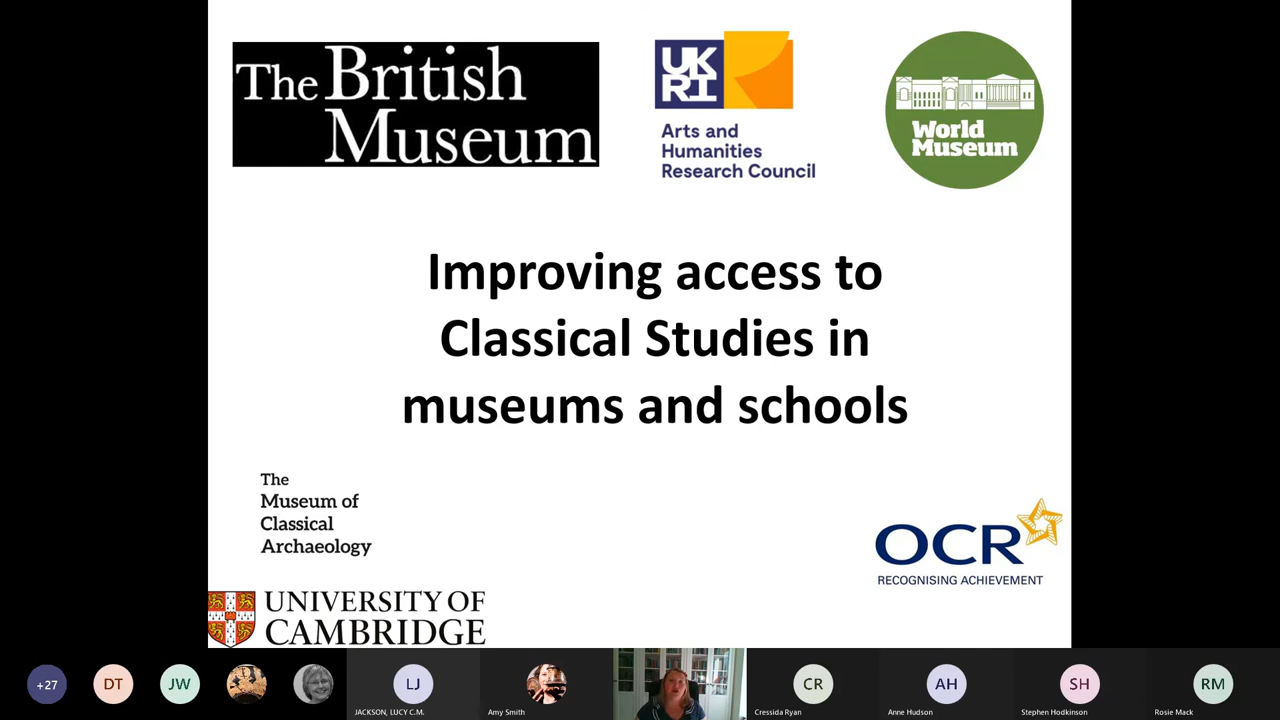 The British
Museum
UK
RI
Arts and
Humanities
Research Council
World
Museum
Improving access to
Classical Studies in
museums and schools
The
Museum of
Classical
Archaeology
OCR
RECOGNISING ACHIEVEMENT
UNIVERSITY OF
CAMBRIDGE
+27
DT
JW
LJ
JACKSON, LUCY C.M.
Amy Smith
CR
Cressida Ryan
AH
Anne Hudson
SH
Stephen Hodkinson
RM
Rosie Mack